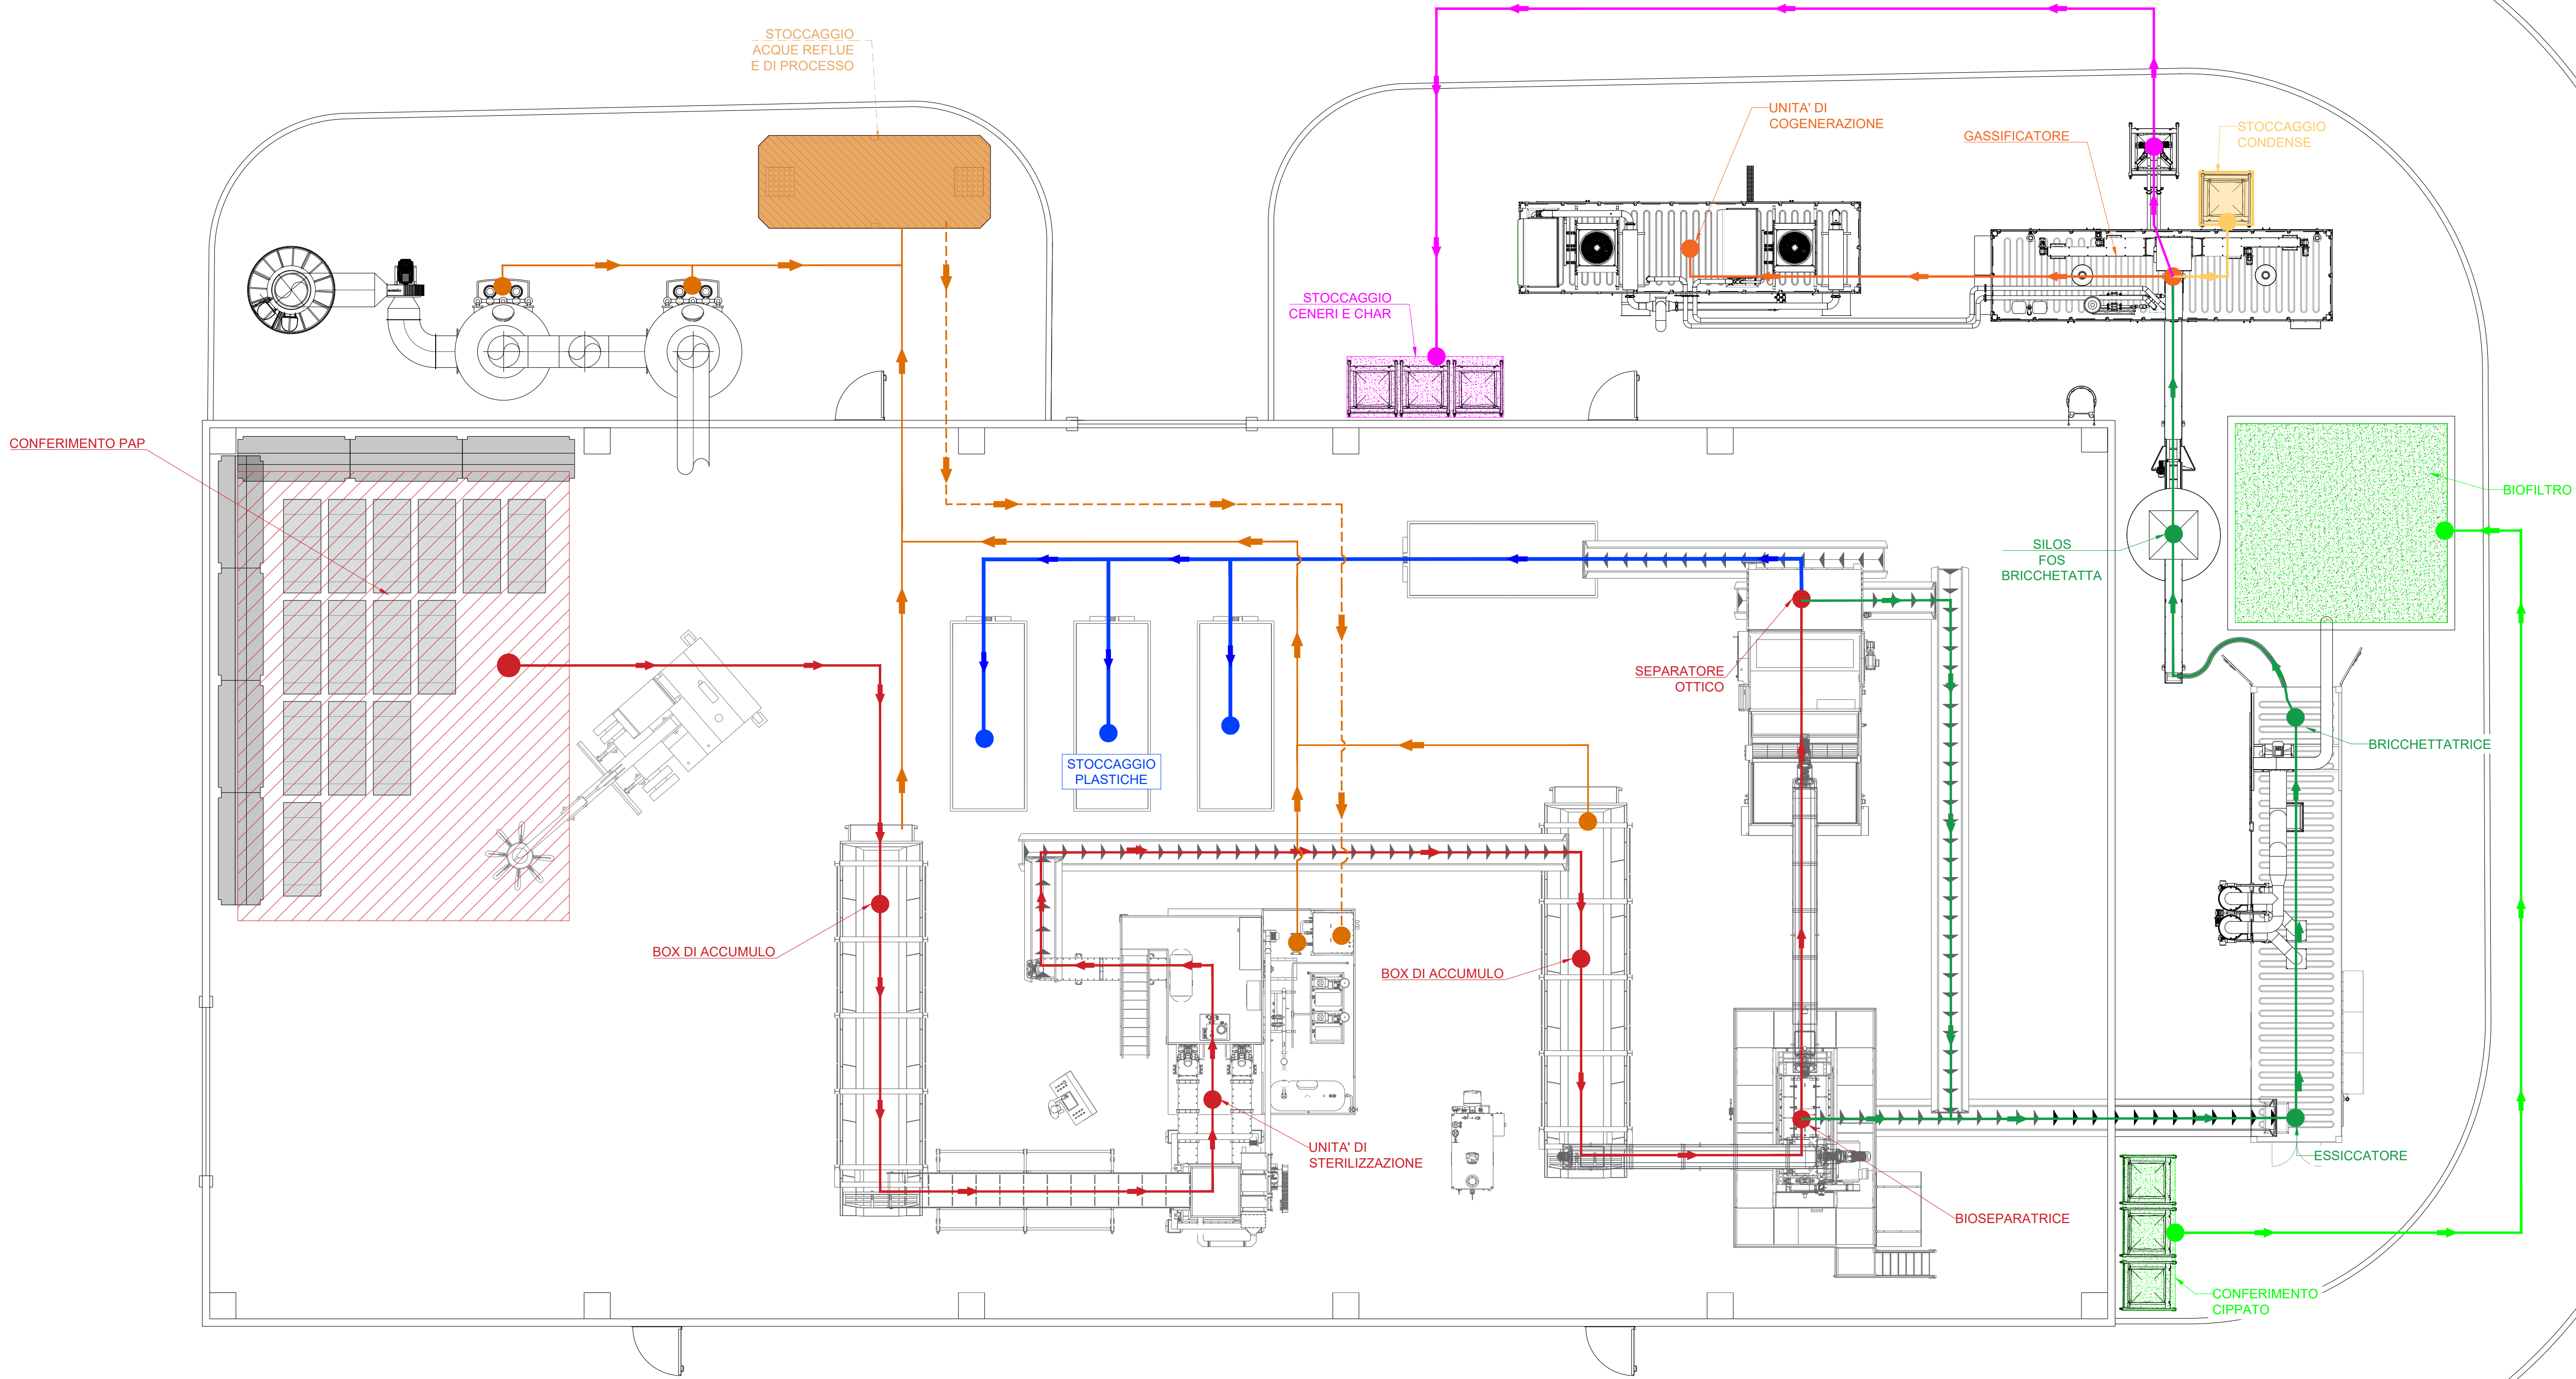 STOCCAGGIO
ACQUE REFLUE
E DI PROCESSO
UNITA' DI
COGENERAZIONE
GASSIFICATORE
STOCCAGGIO
CONDENSE
STOCCAGGIO
CENERI E CHAR
CONFERIMENTO PAP
BIOFILTRO
SILOS
FOS
BRICCHETATTA
SEPARATORE
OTTICO
STOCCAGGIO
PLASTICHE
BRICCHETTATRICE
BOX DI ACCUMULO
BOX DI ACCUMULO
UNITA' DI
STERILIZZAZIONE
ESSICCATORE
BIOSEPARATRICE
CONFERIMENTO
CIPPATO